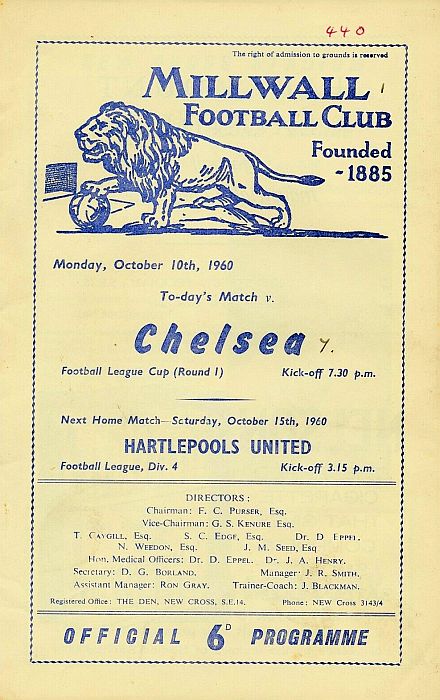 440
The right of admission to grounds is reserved
MILLWALL
FOOTBALL CLUB
Founded
-1885
Monday, October 10th, 1960
To-day's Match v.
Chelsea 7.
Football League Cup (Round 1) Kick-off 7.30 p.m.
Next Home Match—Saturday, October 15th, 1960
HARTLEPOOLS UNITED
Football League, Div. 4 Kick-off 3.15 p.m.
DIRECTORS:
Chairman: F. C. PURSER, Esq.
Vice-Chairman: G. S. KENURE Esq.
T. CAYGILL, Esq. S. C. EDGE, Esq. Dr. D EPPEL.
N. WEEDON, Esq. J. M. SEED, Esq
Hon. Medical Officers: Dr. D. EPPEL. Dr. J. A. HENRY.
Secretary: D. G. BORLAND. Manager: J. R. SMITH.
Assistant Manager: RON GRAY. Trainer-Coach: J. BLACKMAN.
Registered Office: THE DEN, NEW CROSS, S.E.14. Phone: NEW Cross 3143/4
OFFICIAL 6D PROGRAMME